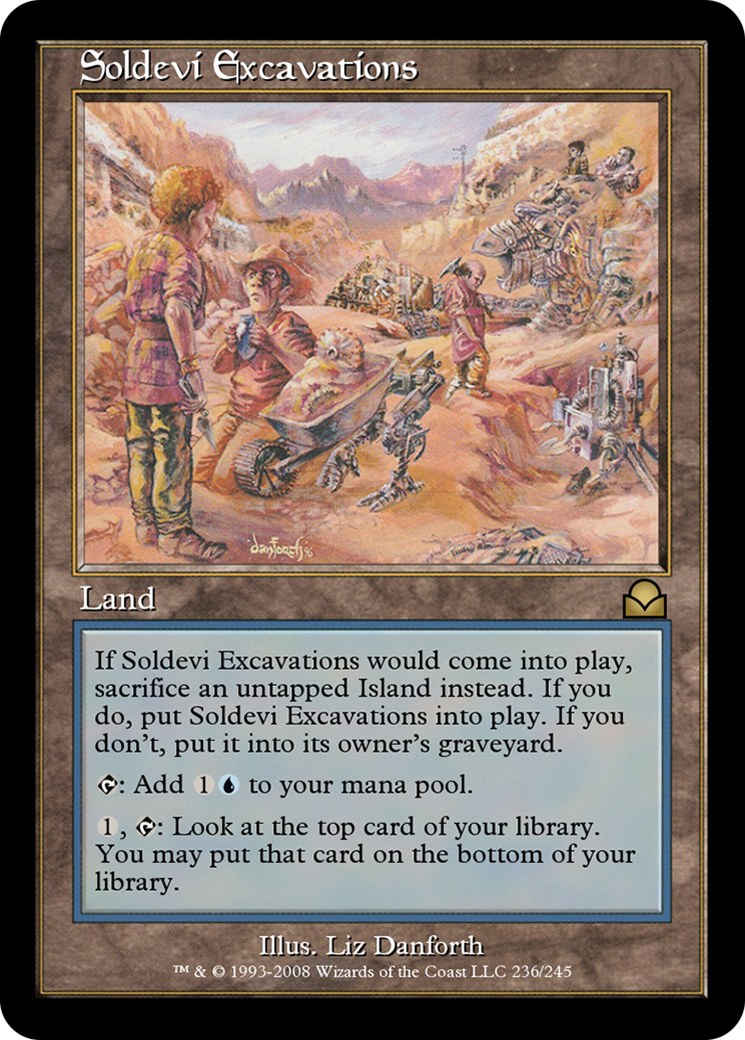 Soldevi Excavations
danForth 96
Land
If Soldevi Excavations would come into play,
sacrifice an untapped Island instead. If you
do, put Soldevi Excavations into play. If you
don't, put it into its owner's graveyard.
: Add 1 to your mana pool.
1, : Look at the top card of your library.
You may put that card on the bottom of your
library.
Illus. Liz Danforth
™ & © 1993-2008 Wizards of the Coast LLC 236/245